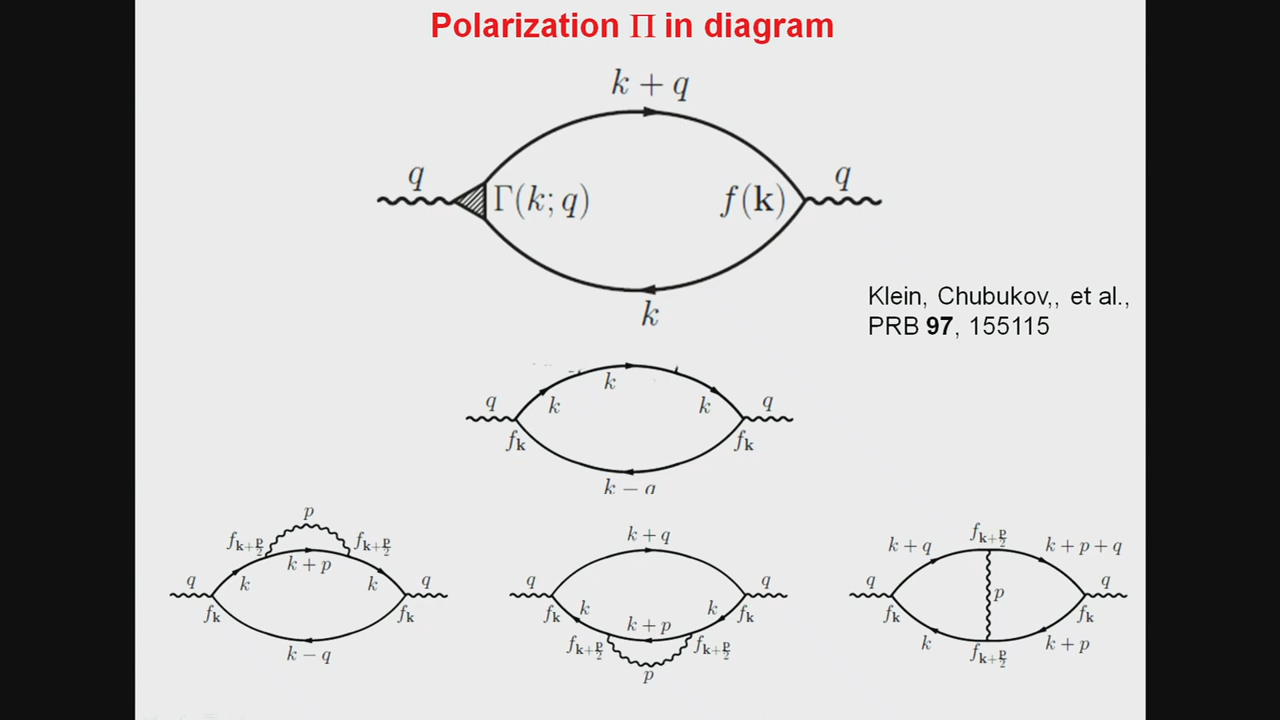 Polarization Π in diagram
k + q
q
q
Γ(k; q)
f(k)
k
Klein, Chubukov,, et al.,
PRB 97, 155115
k
q
k
k
q
f_k
f_k
k − q
p
f_{k+p/2}
f_{k+p/2}
k + p
q
k
k
q
f_k
f_k
k − q
k + q
q
q
f_k
k
k
f_k
k + p
f_{k+p/2}
f_{k+p/2}
p
f_{k+p/2}
k + q
k + p + q
q
p
q
f_k
f_k
k
k + p
f_{k+p/2}